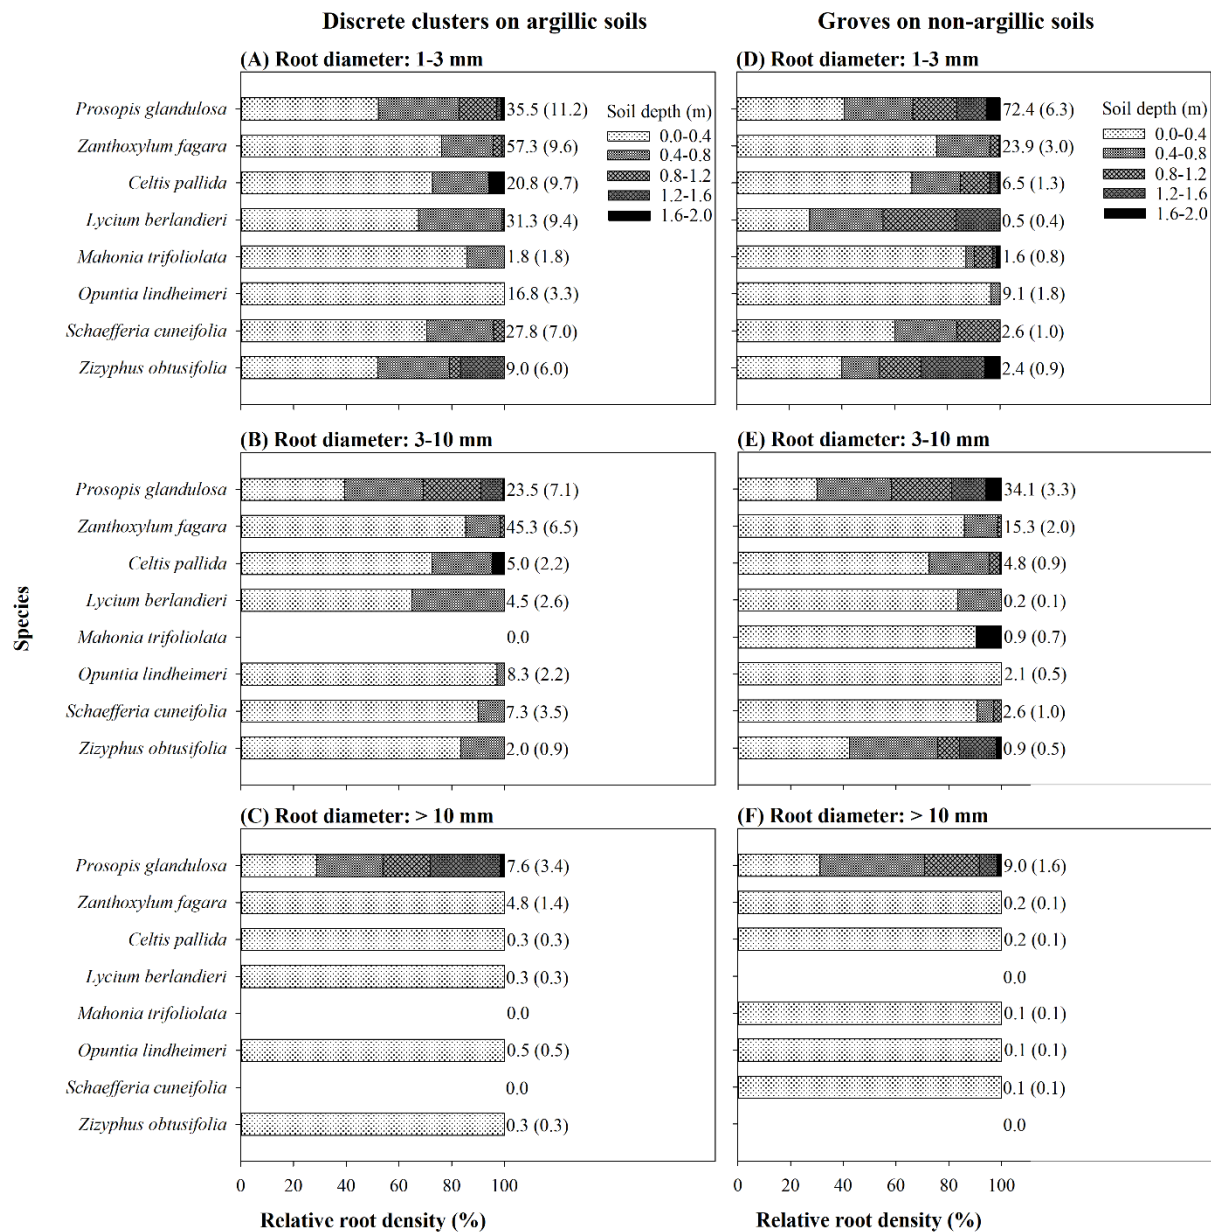 Discrete clusters on argillic soils
Groves on non-argillic soils
(A) Root diameter: 1-3 mm
Prosopis glandulosa 35.5 (11.2)
Zanthoxylum fagara 57.3 (9.6)
Celtis pallida 20.8 (9.7)
Lycium berlandieri 31.3 (9.4)
Mahonia trifoliolata 1.8 (1.8)
Opuntia lindheimeri 16.8 (3.3)
Schaefferia cuneifolia 27.8 (7.0)
Zizyphus obtusifolia 9.0 (6.0)
Soil depth (m)
0.0-0.4
0.4-0.8
0.8-1.2
1.2-1.6
1.6-2.0
(D) Root diameter: 1-3 mm
72.4 (6.3)
23.9 (3.0)
6.5 (1.3)
0.5 (0.4)
1.6 (0.8)
9.1 (1.8)
2.6 (1.0)
2.4 (0.9)
Soil depth (m)
0.0-0.4
0.4-0.8
0.8-1.2
1.2-1.6
1.6-2.0
Species
(B) Root diameter: 3-10 mm
Prosopis glandulosa 23.5 (7.1)
Zanthoxylum fagara 45.3 (6.5)
Celtis pallida 5.0 (2.2)
Lycium berlandieri 4.5 (2.6)
Mahonia trifoliolata 0.0
Opuntia lindheimeri 8.3 (2.2)
Schaefferia cuneifolia 7.3 (3.5)
Zizyphus obtusifolia 2.0 (0.9)
(E) Root diameter: 3-10 mm
34.1 (3.3)
15.3 (2.0)
4.8 (0.9)
0.2 (0.1)
0.9 (0.7)
2.1 (0.5)
2.6 (1.0)
0.9 (0.5)
(C) Root diameter: > 10 mm
Prosopis glandulosa 7.6 (3.4)
Zanthoxylum fagara 4.8 (1.4)
Celtis pallida 0.3 (0.3)
Lycium berlandieri 0.3 (0.3)
Mahonia trifoliolata 0.0
Opuntia lindheimeri 0.5 (0.5)
Schaefferia cuneifolia 0.0
Zizyphus obtusifolia 0.3 (0.3)
0 20 40 60 80 100
Relative root density (%)
(F) Root diameter: > 10 mm
9.0 (1.6)
0.2 (0.1)
0.2 (0.1)
0.0
0.1 (0.1)
0.1 (0.1)
0.1 (0.1)
0.0
0 20 40 60 80 100
Relative root density (%)